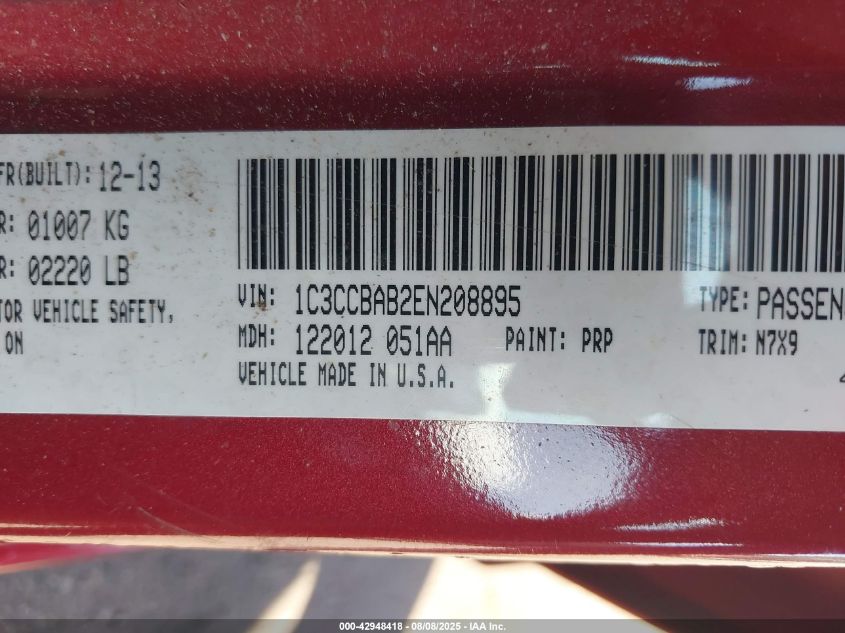 FR(BUILT): 12-13
R: 01007 KG
R: 02220 LB
TOR VEHICLE SAFETY,
ON
VIN: 1C3CCBAB2EN208895 TYPE: PASSEN
MDH: 122012 051AA PAINT: PRP TRIM: N7X9
VEHICLE MADE IN U.S.A.
000-42948418 - 08/08/2025 - IAA Inc.